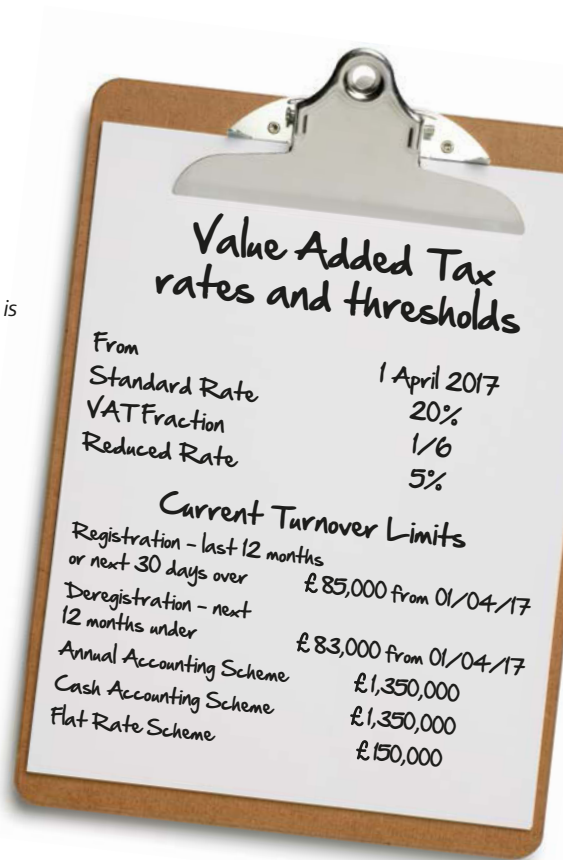 is
Value Added Tax
rates and thresholds
From 1 April 2017
Standard Rate 20%
VAT Fraction 1/6
Reduced Rate 5%
Current Turnover Limits
Registration – last 12 months
or next 30 days over £85,000 from 01/04/17
Deregistration – next
12 months under £83,000 from 01/04/17
Annual Accounting Scheme £1,350,000
Cash Accounting Scheme £1,350,000
Flat Rate Scheme £150,000